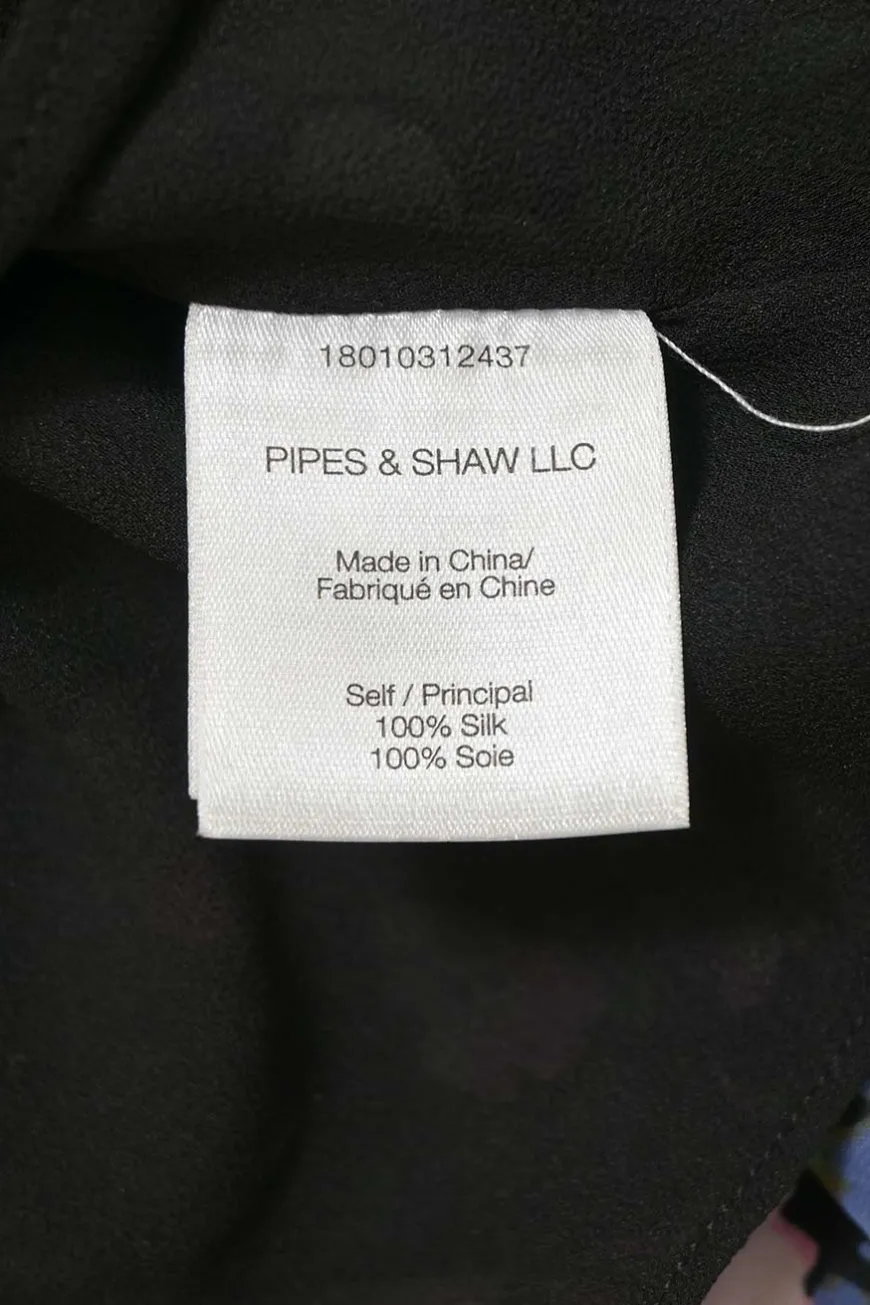 18010312437
PIPES & SHAW LLC
Made in China/
Fabriqué en Chine
Self / Principal
100% Silk
100% Soie